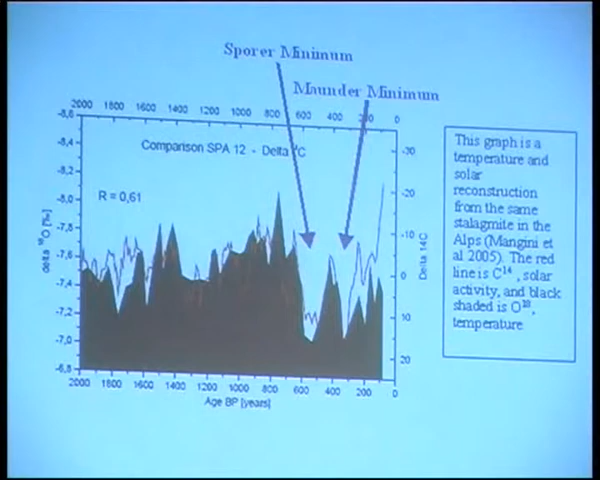 Sporer Minimum
Maunder Minimum
2000 1800 1600 1400 1200 1000 800 600 400 200 0
-8,6
-8,4
-8,2
-8,0
-7,8
-7,6
-7,4
-7,2
-7,0
-6,8
Comparison SPA 12 - Delta C
R = 0,61
delta 18O [‰]
-30
-20
-10
0
10
20
Delta 14C
2000 1800 1600 1400 1200 1000 800 600 400 200 0
Age BP [years]
This graph is a
temperature and
solar
reconstruction
from the same
stalagmite in the
Alps (Mangini et
al 2005). The red
line is C14 , solar
activity, and black
shaded is O18,
temperature